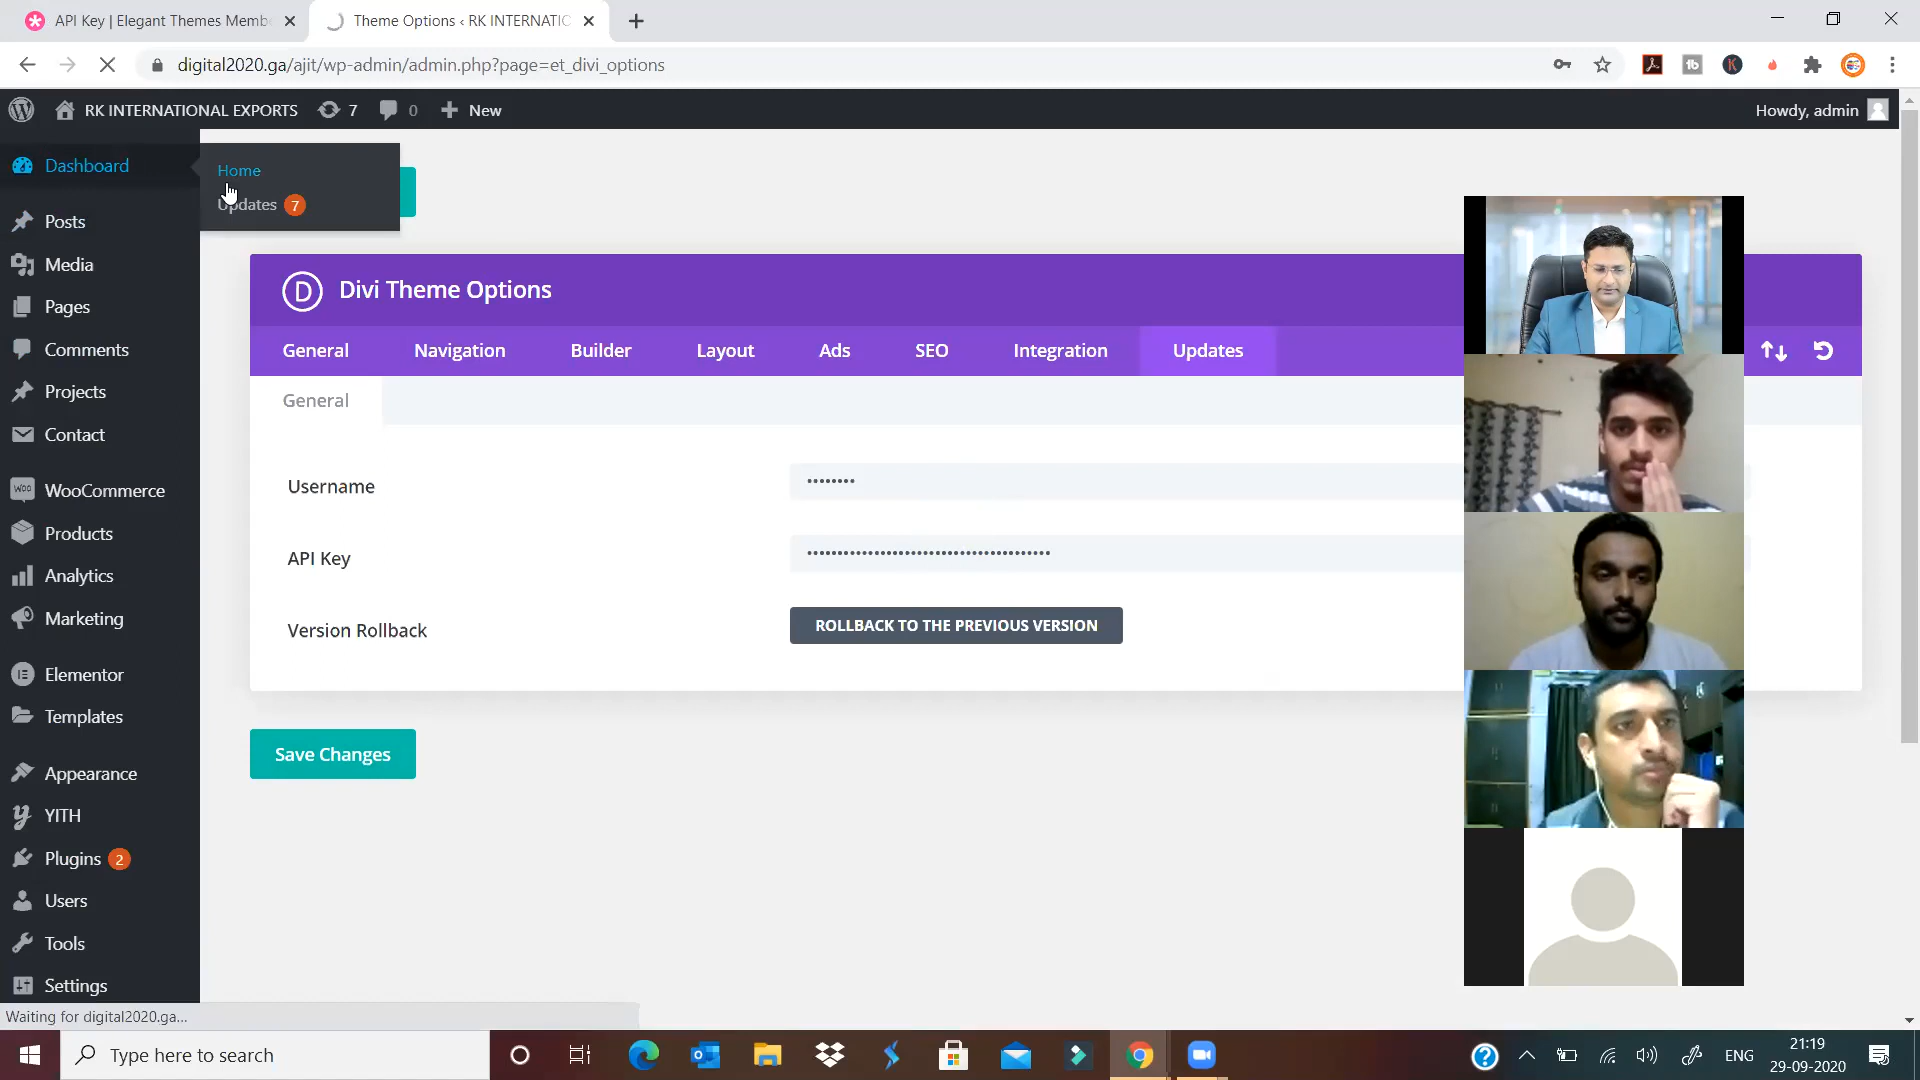 API Key | Elegant Themes Memb
Theme Options ‹ RK INTERNATIO
digital2020.ga/ajit/wp-admin/admin.php?page=et_divi_options
RK INTERNATIONAL EXPORTS
7
0
New
Howdy, admin
Dashboard
Home
Updates 7
Posts
Media
Pages
Comments
Projects
Contact
WooCommerce
Products
Analytics
Marketing
Elementor
Templates
Appearance
YITH
Plugins 2
Users
Tools
Settings
D Divi Theme Options
General
Navigation
Builder
Layout
Ads
SEO
Integration
Updates
General
Username
••••••••
API Key
••••••••••••••••••••••••••••••••••••••••
Version Rollback
ROLLBACK TO THE PREVIOUS VERSION
Save Changes
Waiting for digital2020.ga...
Type here to search
ENG
21:19
29-09-2020